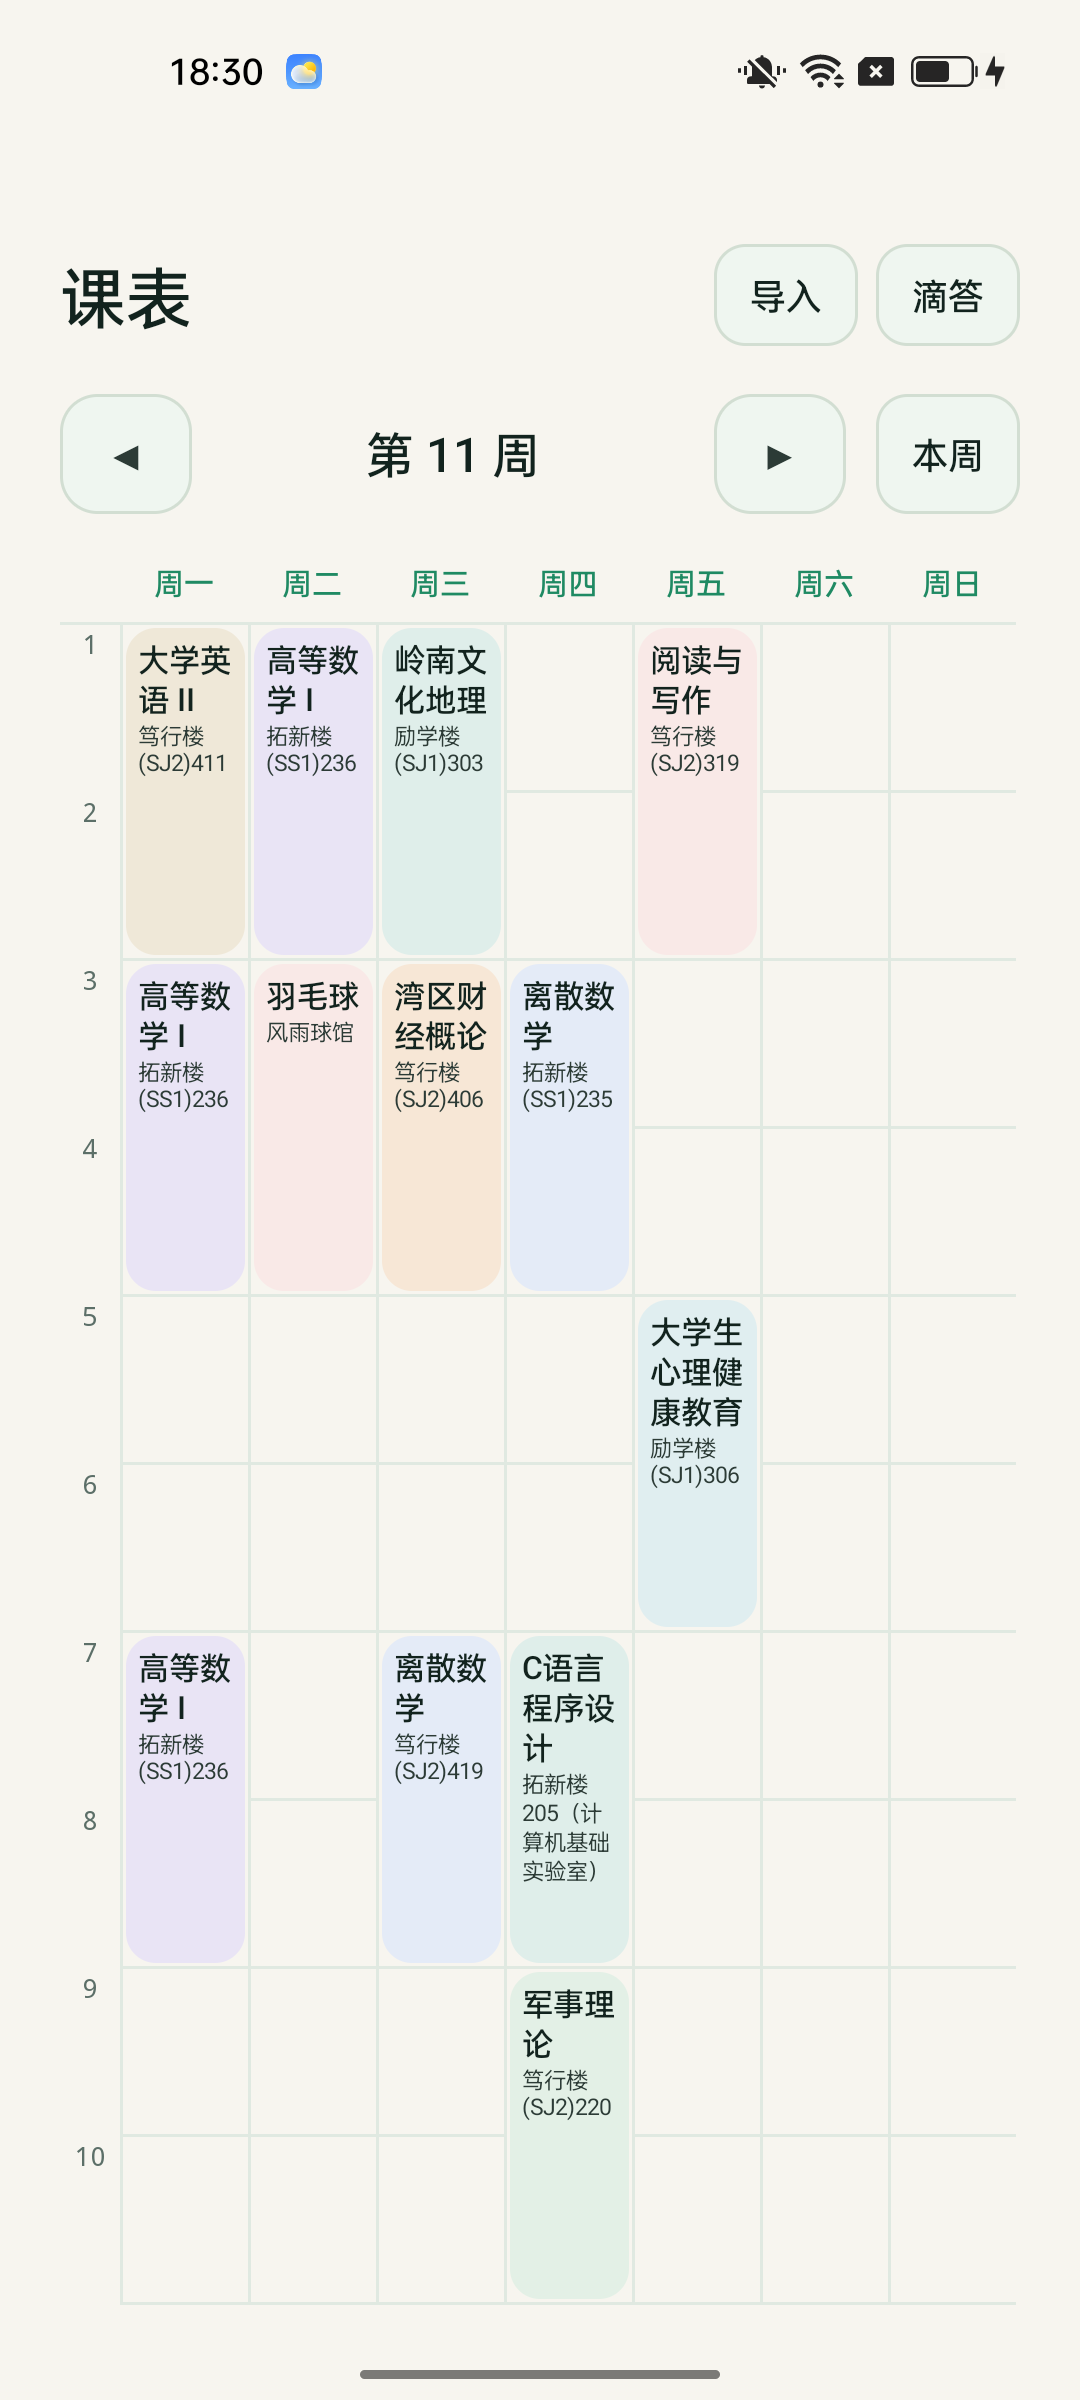 18:30
课表
导入
滴答
◀
第 11 周
▶
本周
周一
周二
周三
周四
周五
周六
周日
1
大学英
语 II
笃行楼
(SJ2)411
高等数
学 I
拓新楼
(SS1)236
岭南文
化地理
励学楼
(SJ1)303
阅读与
写作
笃行楼
(SJ2)319
2
3
高等数
学 I
拓新楼
(SS1)236
羽毛球
风雨球馆
湾区财
经概论
笃行楼
(SJ2)406
离散数
学
拓新楼
(SS1)235
4
5
大学生
心理健
康教育
励学楼
(SJ1)306
6
7
高等数
学 I
拓新楼
(SS1)236
离散数
学
笃行楼
(SJ2)419
C语言
程序设
计
拓新楼
205（计
算机基础
实验室）
8
9
军事理
论
笃行楼
(SJ2)220
10